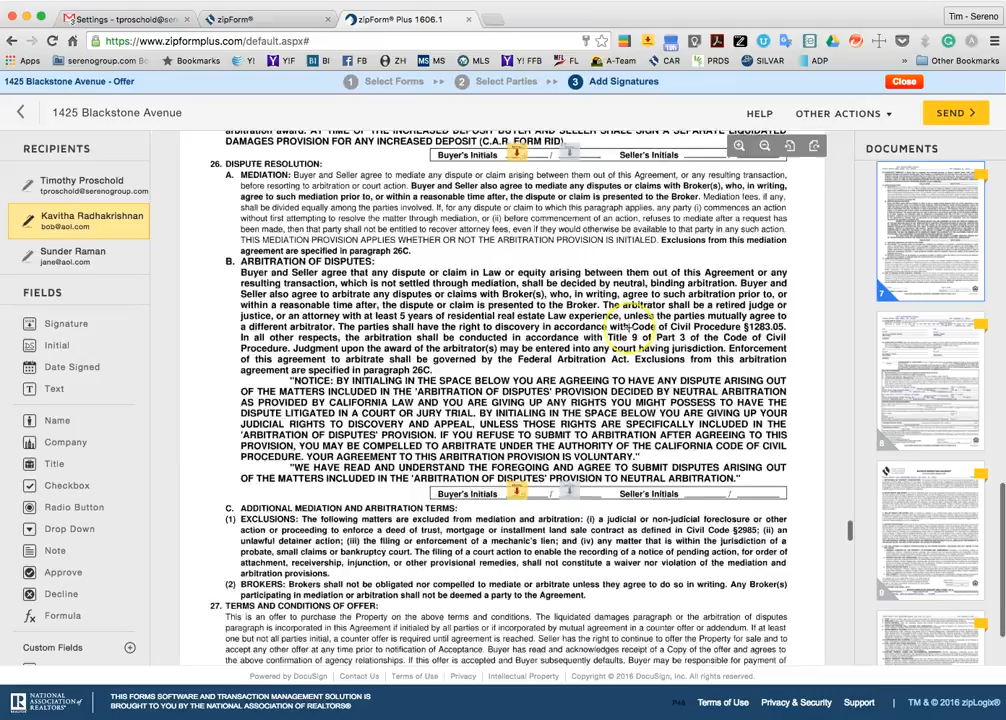 Settings - tproschold@sere
zipForm®
zipForm® Plus 1606.1
Tim - Sereno
https://www.zipformplus.com/default.aspx#
Apps
serenogroup.com Bo
Bookmarks
Y!
YIF
BI
FB
ZH
MS
MLS
Y! FFB
FL
A-Team
CAR
PRDS
SILVAR
ADP
Other Bookmarks
1425 Blackstone Avenue - Offer
1 Select Forms
2 Select Parties
3 Add Signatures
Close
1425 Blackstone Avenue
HELP
OTHER ACTIONS
SEND
RECIPIENTS
Timothy Proschold
tproschold@serenogroup.com
Kavitha Radhakrishnan
bob@aol.com
Sunder Raman
jane@aol.com
FIELDS
Signature
Initial
Date Signed
Text
Name
Company
Title
Checkbox
Radio Button
Drop Down
Note
Approve
Decline
Formula
Custom Fields
arbitration award. AT TIME OF THE INCREASED DEPOSIT BUYER AND SELLER SHALL SIGN A SEPARATE LIQUIDATED
DAMAGES PROVISION FOR ANY INCREASED DEPOSIT (C.A.R. FORM RID).
Buyer's Initials / Seller's Initials /
26. DISPUTE RESOLUTION:
A. MEDIATION: Buyer and Seller agree to mediate any dispute or claim arising between them out of this Agreement, or any resulting transaction,
before resorting to arbitration or court action. Buyer and Seller also agree to mediate any disputes or claims with Broker(s), who, in writing,
agree to such mediation prior to, or within a reasonable time after, the dispute or claim is presented to the Broker. Mediation fees, if any,
shall be divided equally among the parties involved. If, for any dispute or claim to which this paragraph applies, any party (i) commences an action
without first attempting to resolve the matter through mediation, or (ii) before commencement of an action, refuses to mediate after a request has
been made, then that party shall not be entitled to recover attorney fees, even if they would otherwise be available to that party in any such action.
THIS MEDIATION PROVISION APPLIES WHETHER OR NOT THE ARBITRATION PROVISION IS INITIALED. Exclusions from this mediation
agreement are specified in paragraph 26C.
B. ARBITRATION OF DISPUTES:
Buyer and Seller agree that any dispute or claim in Law or equity arising between them out of this Agreement or any
resulting transaction, which is not settled through mediation, shall be decided by neutral, binding arbitration. Buyer and
Seller also agree to arbitrate any disputes or claims with Broker(s), who, in writing, agree to such arbitration prior to, or
within a reasonable time after, the dispute or claim is presented to the Broker. The arbitrator shall be a retired judge or
justice, or an attorney with at least 5 years of residential real estate Law experience, unless the parties mutually agree to
a different arbitrator. The parties shall have the right to discovery in accordance with Code of Civil Procedure §1283.05.
In all other respects, the arbitration shall be conducted in accordance with Title 9 of Part 3 of the Code of Civil
Procedure. Judgment upon the award of the arbitrator(s) may be entered into any court having jurisdiction. Enforcement
of this agreement to arbitrate shall be governed by the Federal Arbitration Act. Exclusions from this arbitration
agreement are specified in paragraph 26C.
"NOTICE: BY INITIALING IN THE SPACE BELOW YOU ARE AGREEING TO HAVE ANY DISPUTE ARISING OUT
OF THE MATTERS INCLUDED IN THE 'ARBITRATION OF DISPUTES' PROVISION DECIDED BY NEUTRAL ARBITRATION
AS PROVIDED BY CALIFORNIA LAW AND YOU ARE GIVING UP ANY RIGHTS YOU MIGHT POSSESS TO HAVE THE
DISPUTE LITIGATED IN A COURT OR JURY TRIAL. BY INITIALING IN THE SPACE BELOW YOU ARE GIVING UP YOUR
JUDICIAL RIGHTS TO DISCOVERY AND APPEAL, UNLESS THOSE RIGHTS ARE SPECIFICALLY INCLUDED IN THE
'ARBITRATION OF DISPUTES' PROVISION. IF YOU REFUSE TO SUBMIT TO ARBITRATION AFTER AGREEING TO THIS
PROVISION, YOU MAY BE COMPELLED TO ARBITRATE UNDER THE AUTHORITY OF THE CALIFORNIA CODE OF CIVIL
PROCEDURE. YOUR AGREEMENT TO THIS ARBITRATION PROVISION IS VOLUNTARY."
"WE HAVE READ AND UNDERSTAND THE FOREGOING AND AGREE TO SUBMIT DISPUTES ARISING OUT
OF THE MATTERS INCLUDED IN THE 'ARBITRATION OF DISPUTES' PROVISION TO NEUTRAL ARBITRATION."
Buyer's Initials / Seller's Initials /
C. ADDITIONAL MEDIATION AND ARBITRATION TERMS:
(1) EXCLUSIONS: The following matters are excluded from mediation and arbitration: (i) a judicial or non-judicial foreclosure or other
action or proceeding to enforce a deed of trust, mortgage or installment land sale contract as defined in Civil Code §2985; (ii) an
unlawful detainer action; (iii) the filing or enforcement of a mechanic's lien; and (iv) any matter that is within the jurisdiction of a
probate, small claims or bankruptcy court. The filing of a court action to enable the recording of a notice of pending action, for order of
attachment, receivership, injunction, or other provisional remedies, shall not constitute a waiver nor violation of the mediation and
arbitration provisions.
(2) BROKERS: Brokers shall not be obligated nor compelled to mediate or arbitrate unless they agree to do so in writing. Any Broker(s)
participating in mediation or arbitration shall not be deemed a party to the Agreement.
27. TERMS AND CONDITIONS OF OFFER:
This is an offer to purchase the Property on the above terms and conditions. The liquidated damages paragraph or the arbitration of disputes
paragraph is incorporated in this Agreement if initialed by all parties or if incorporated by mutual agreement in a counter offer or addendum. If at least
one but not all parties initial, a counter offer is required until agreement is reached. Seller has the right to continue to offer the Property for sale and to
accept any other offer at any time prior to notification of Acceptance. Buyer has read and acknowledges receipt of a Copy of the offer and agrees to
the above confirmation of agency relationships. If this offer is accepted and Buyer subsequently defaults, Buyer may be responsible for payment of
DOCUMENTS
7
8
9
Powered by DocuSign | Contact Us | Terms of Use | Privacy | Intellectual Property | Copyright © 2016 DocuSign, Inc. All rights reserved.
NATIONAL ASSOCIATION of REALTORS®
THIS FORMS SOFTWARE AND TRANSACTION MANAGEMENT SOLUTION IS
BROUGHT TO YOU BY THE NATIONAL ASSOCIATION OF REALTORS®
Terms of Use
Privacy & Security
Support
TM & © 2016 zipLogix®